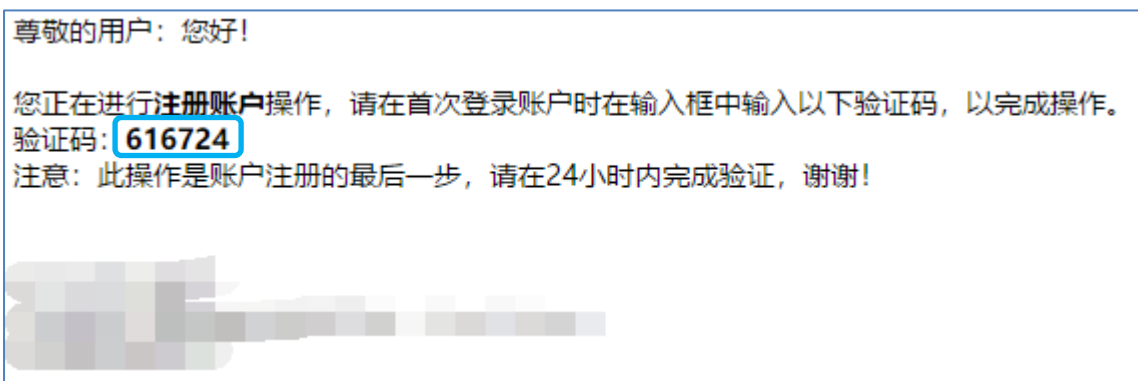 尊敬的用户：您好！
您正在进行注册账户操作，请在首次登录账户时在输入框中输入以下验证码，以完成操作。
验证码：616724
注意：此操作是账户注册的最后一步，请在24小时内完成验证，谢谢！